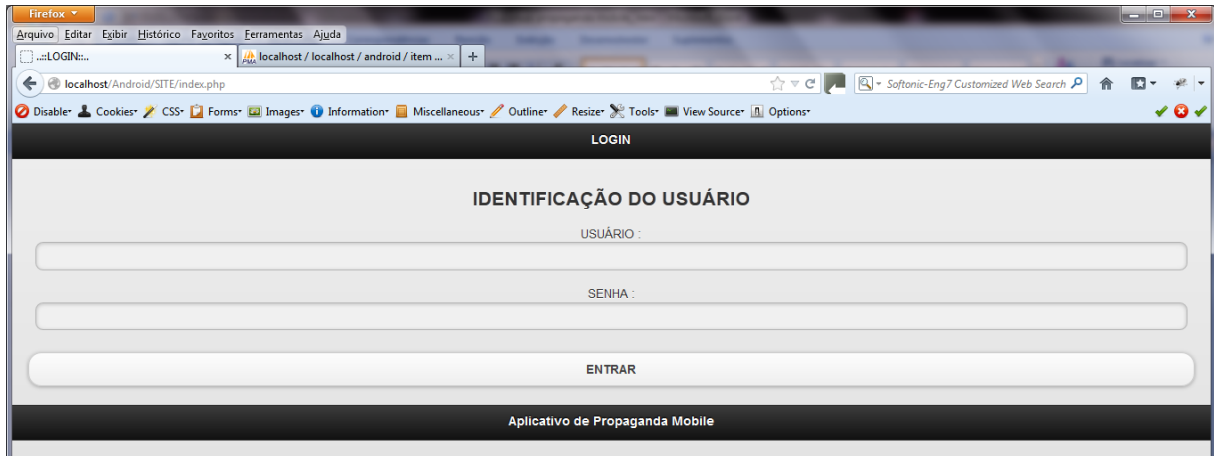 Firefox
Arquivo Editar Exibir Histórico Favoritos Ferramentas Ajuda
..::LOGIN::..
localhost / localhost / android / item ...
localhost/Android/SITE/index.php
Softonic-Eng7 Customized Web Search
Disable Cookies CSS Forms Images Information Miscellaneous Outline Resize Tools View Source Options
LOGIN
IDENTIFICAÇÃO DO USUÁRIO
USUÁRIO :
SENHA :
ENTRAR
Aplicativo de Propaganda Mobile